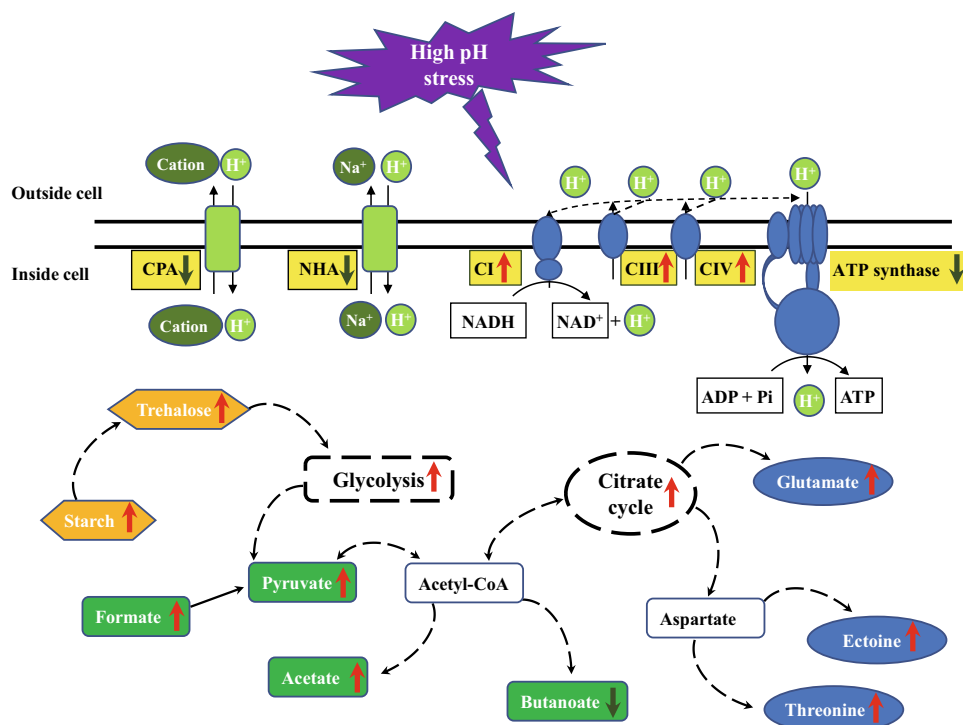 High pH
stress
Cation
H⁺
Na⁺
H⁺
H⁺
H⁺
H⁺
H⁺
Outside cell
Inside cell
CPA
NHA
CI
CIII
CIV
ATP synthase
Cation
H⁺
Na⁺
H⁺
NADH
NAD⁺ + H⁺
ADP + Pi
H⁺
ATP
Trehalose
Glycolysis
Citrate
cycle
Glutamate
Starch
Pyruvate
Acetyl-CoA
Formate
Aspartate
Ectoine
Acetate
Butanoate
Threonine